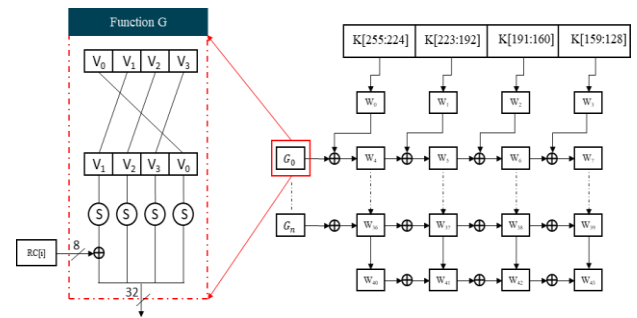 Function G
V0 V1 V2 V3
V1 V2 V3 V0
S S S S
RC[i]
8
32
K[255:224] K[223:192] K[191:160] K[159:128]
W0 W1 W2 W3
G0 W4 W5 W6 W7
Gn W36 W37 W38 W39
W40 W41 W42 W43